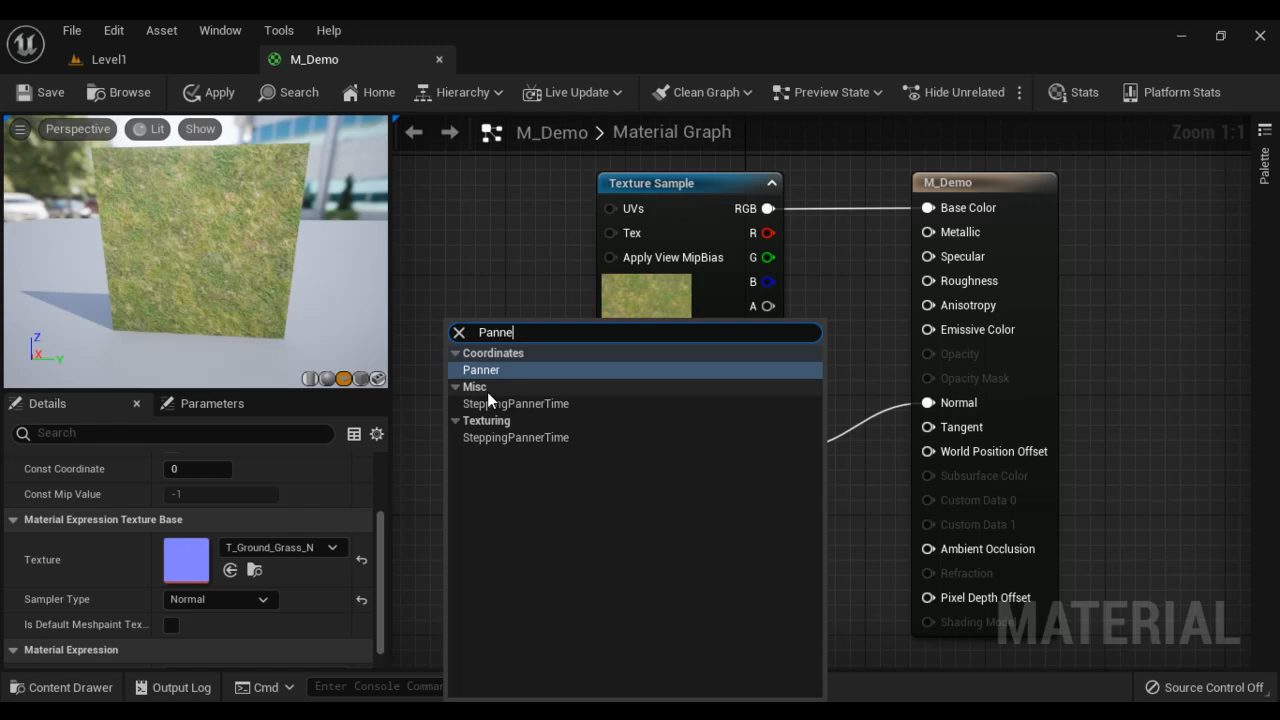 File Edit Asset Window Tools Help
Level1 M_Demo
Save Browse Apply Search Home Hierarchy Live Update Clean Graph Preview State Hide Unrelated Stats Platform Stats
Perspective Lit Show
M_Demo > Material Graph Zoom 1:1
Palette
Texture Sample
UVs RGB
Tex R
Apply View MipBias G
B
A
M_Demo
Base Color
Metallic
Specular
Roughness
Anisotropy
Emissive Color
Opacity
Opacity Mask
Normal
Tangent
World Position Offset
Subsurface Color
Custom Data 0
Custom Data 1
Ambient Occlusion
Refraction
Pixel Depth Offset
MATERIAL
Panne
Coordinates
Panner
Misc
SteppingPannerTime
Texturing
SteppingPannerTime
Z
X Y
Details Parameters
Search
Const Coordinate 0
Const Mip Value -1
Material Expression Texture Base
Texture T_Ground_Grass_N
Sampler Type Normal
Is Default Meshpaint Tex...
Material Expression
Content Drawer Output Log Cmd Enter Console Comma Source Control Off